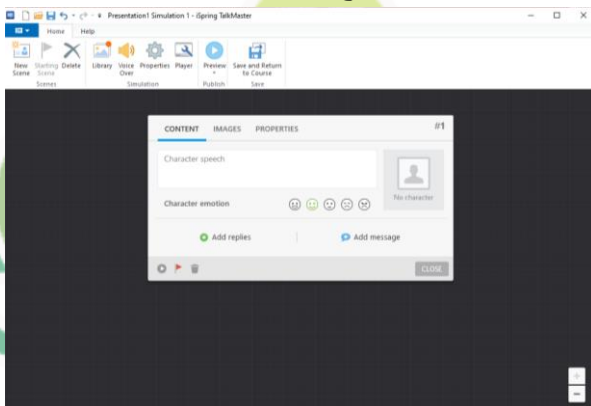 Presentation1 Simulation 1 - iSpring TalkMaster
Home Help
New Scene
Starting Scene
Delete
Library
Voice Over
Properties
Player
Preview
Save and Return to Course
Scenes
Simulation
Publish
Save
CONTENT IMAGES PROPERTIES #1
Character speech
No character
Character emotion
Add replies Add message
CLOSE